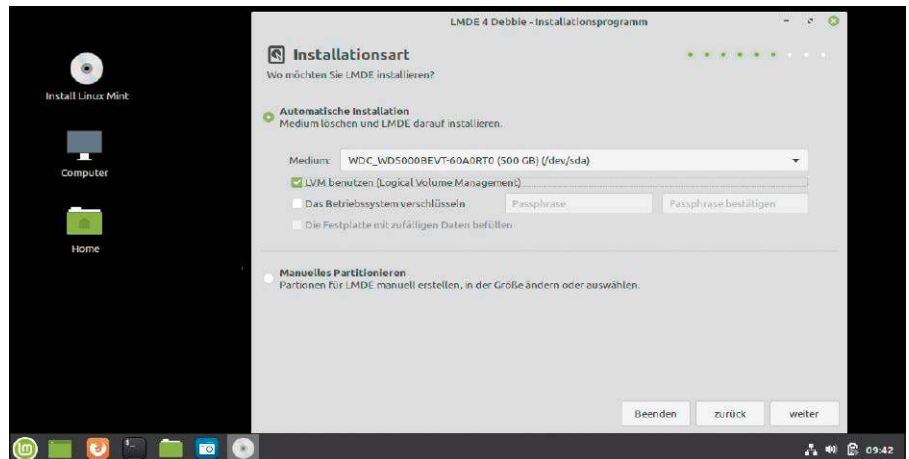 LMDE 4 Debbie - Installationsprogramm
Installationsart
Wo möchten Sie LMDE installieren?
Install Linux Mint
Automatische Installation
Medium löschen und LMDE darauf installieren.
Medium: WDC_WD5000BEVT-60A0RT0 (500 GB) (/dev/sda)
Computer
LVM benutzen (Logical Volume Management)
Das Betriebssystem verschlüsseln Passphrase Passphrase bestätigen
Die Festplatte mit zufälligen Daten befüllen
Home
Manuelles Partitionieren
Partionen für LMDE manuell erstellen, in der Größe ändern oder auswählen.
Beenden zurück weiter
09:42